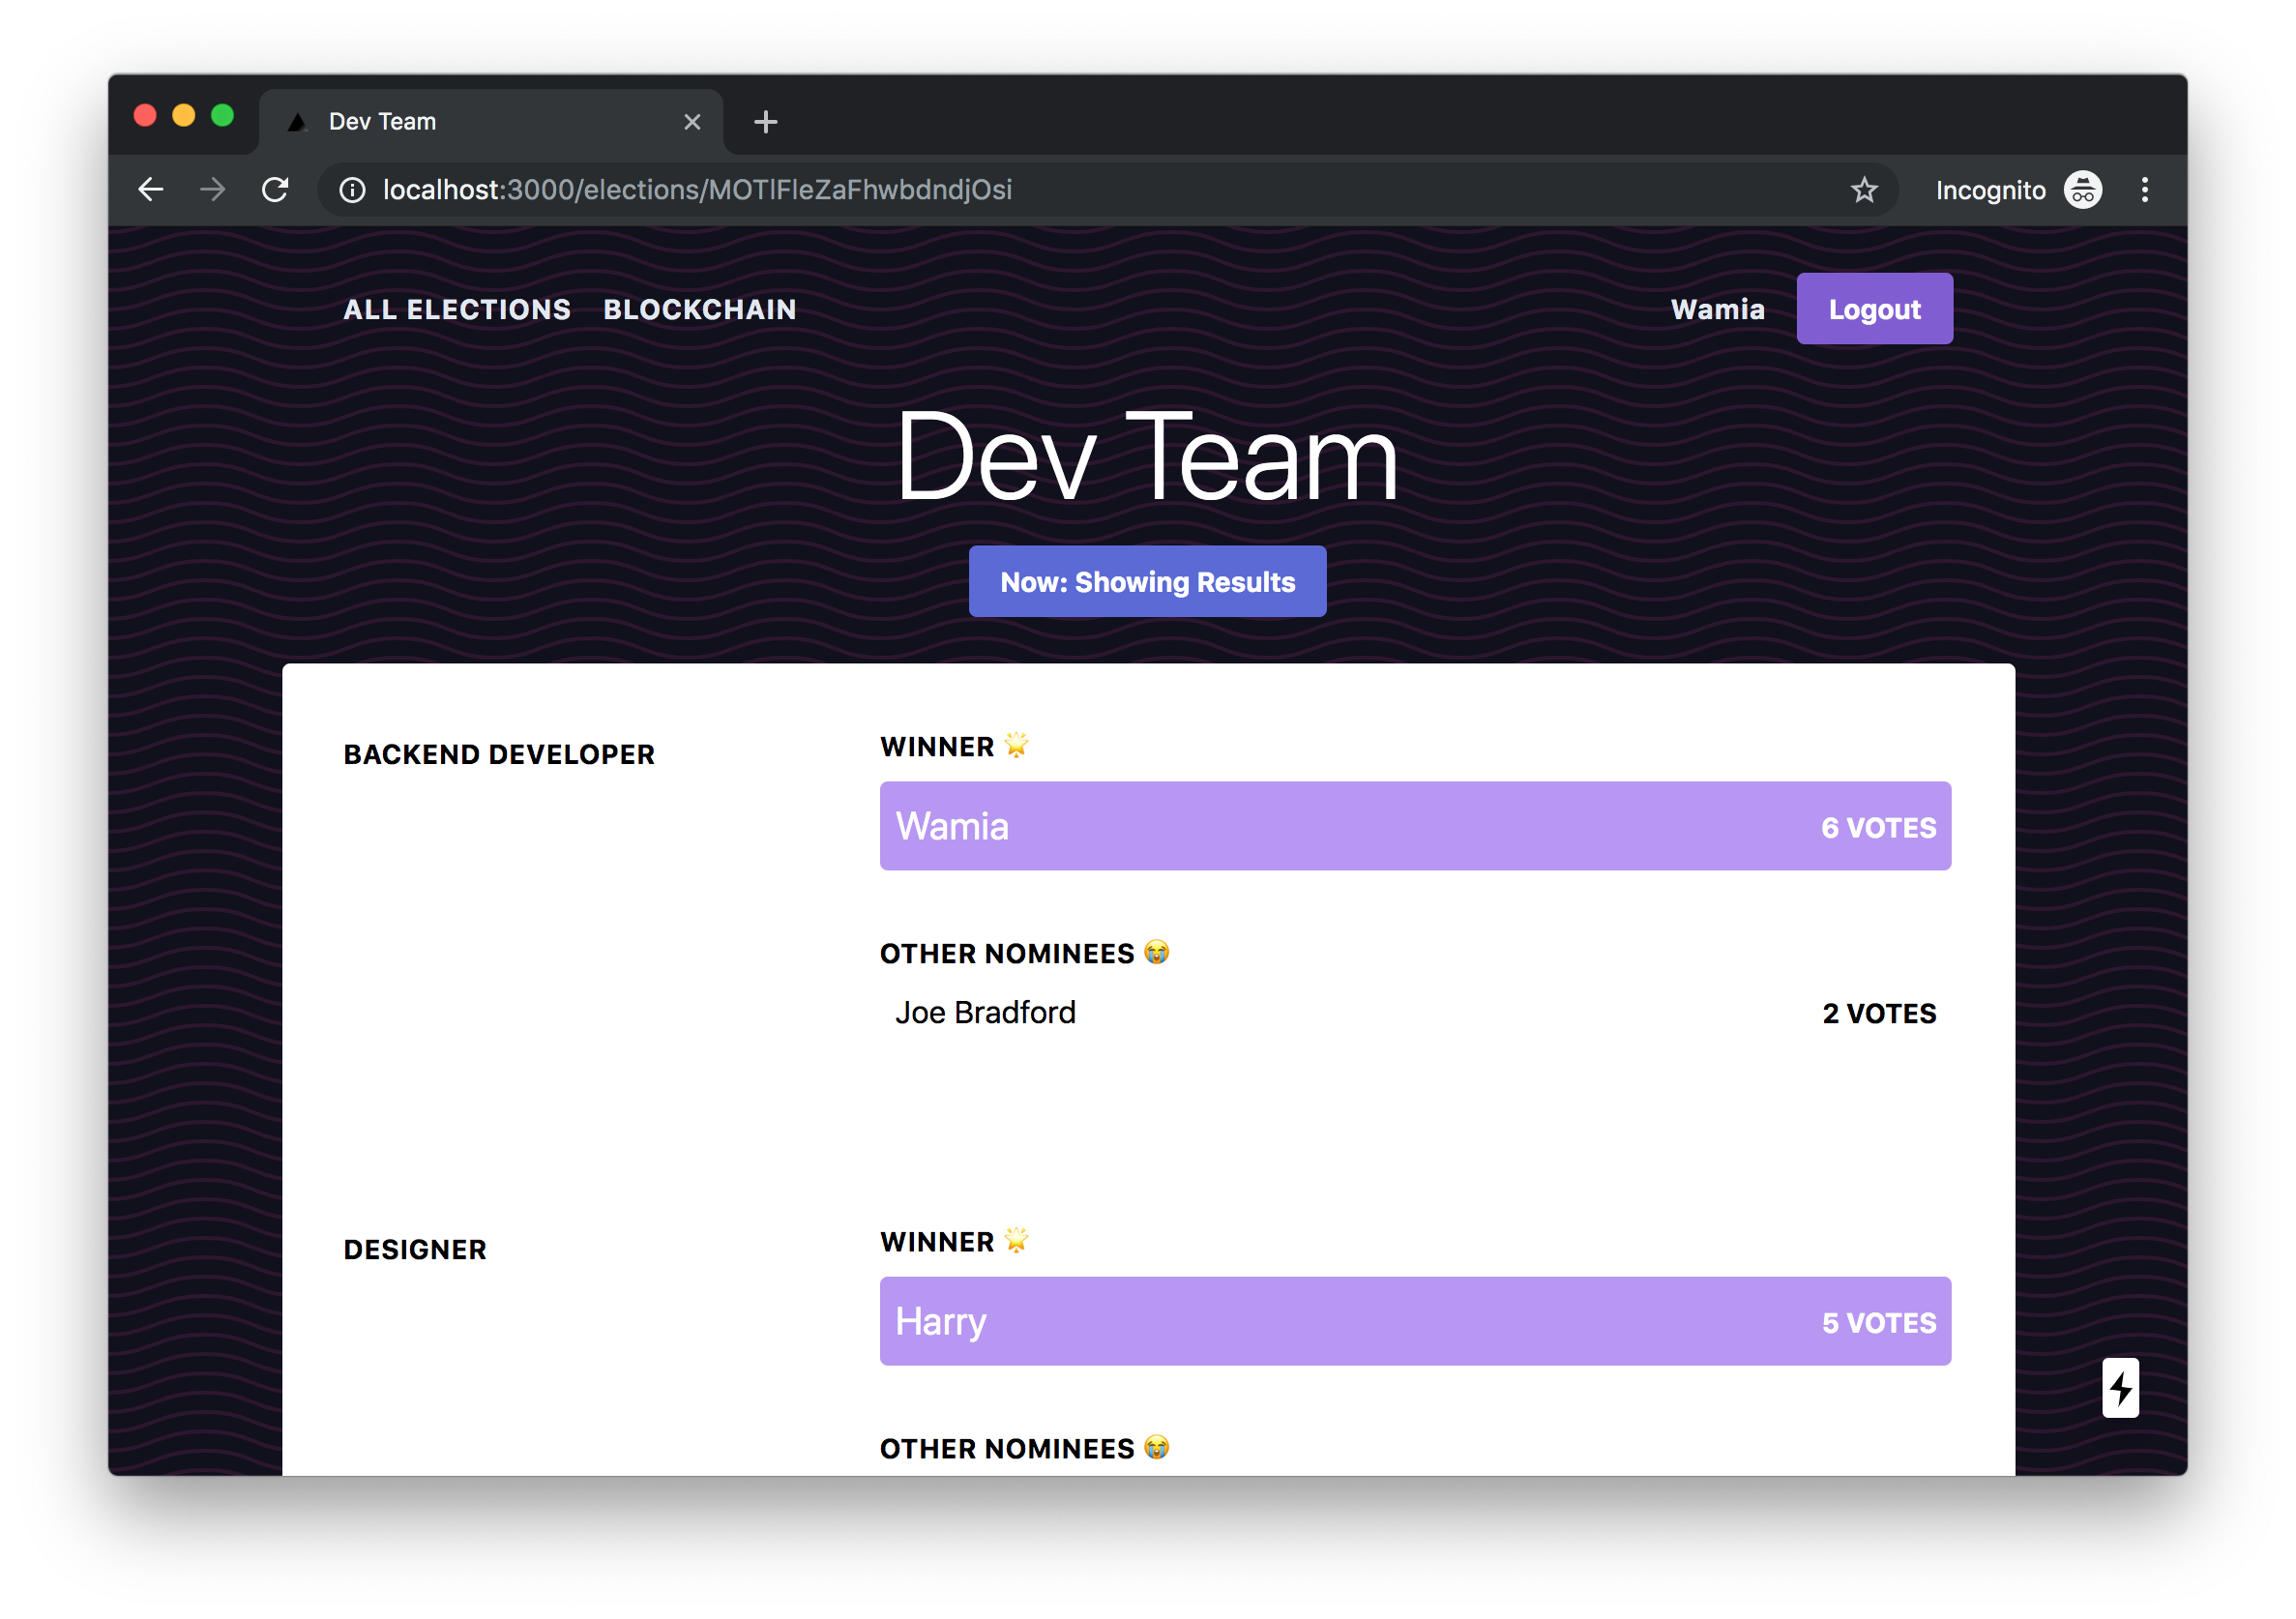 Dev Team
localhost:3000/elections/MOTlFleZaFhwbdndjOsi
Incognito
ALL ELECTIONS BLOCKCHAIN Wamia Logout
Dev Team
Now: Showing Results
BACKEND DEVELOPER
WINNER 🌟
Wamia 6 VOTES
OTHER NOMINEES 😭
Joe Bradford 2 VOTES
DESIGNER
WINNER 🌟
Harry 5 VOTES
OTHER NOMINEES 😭